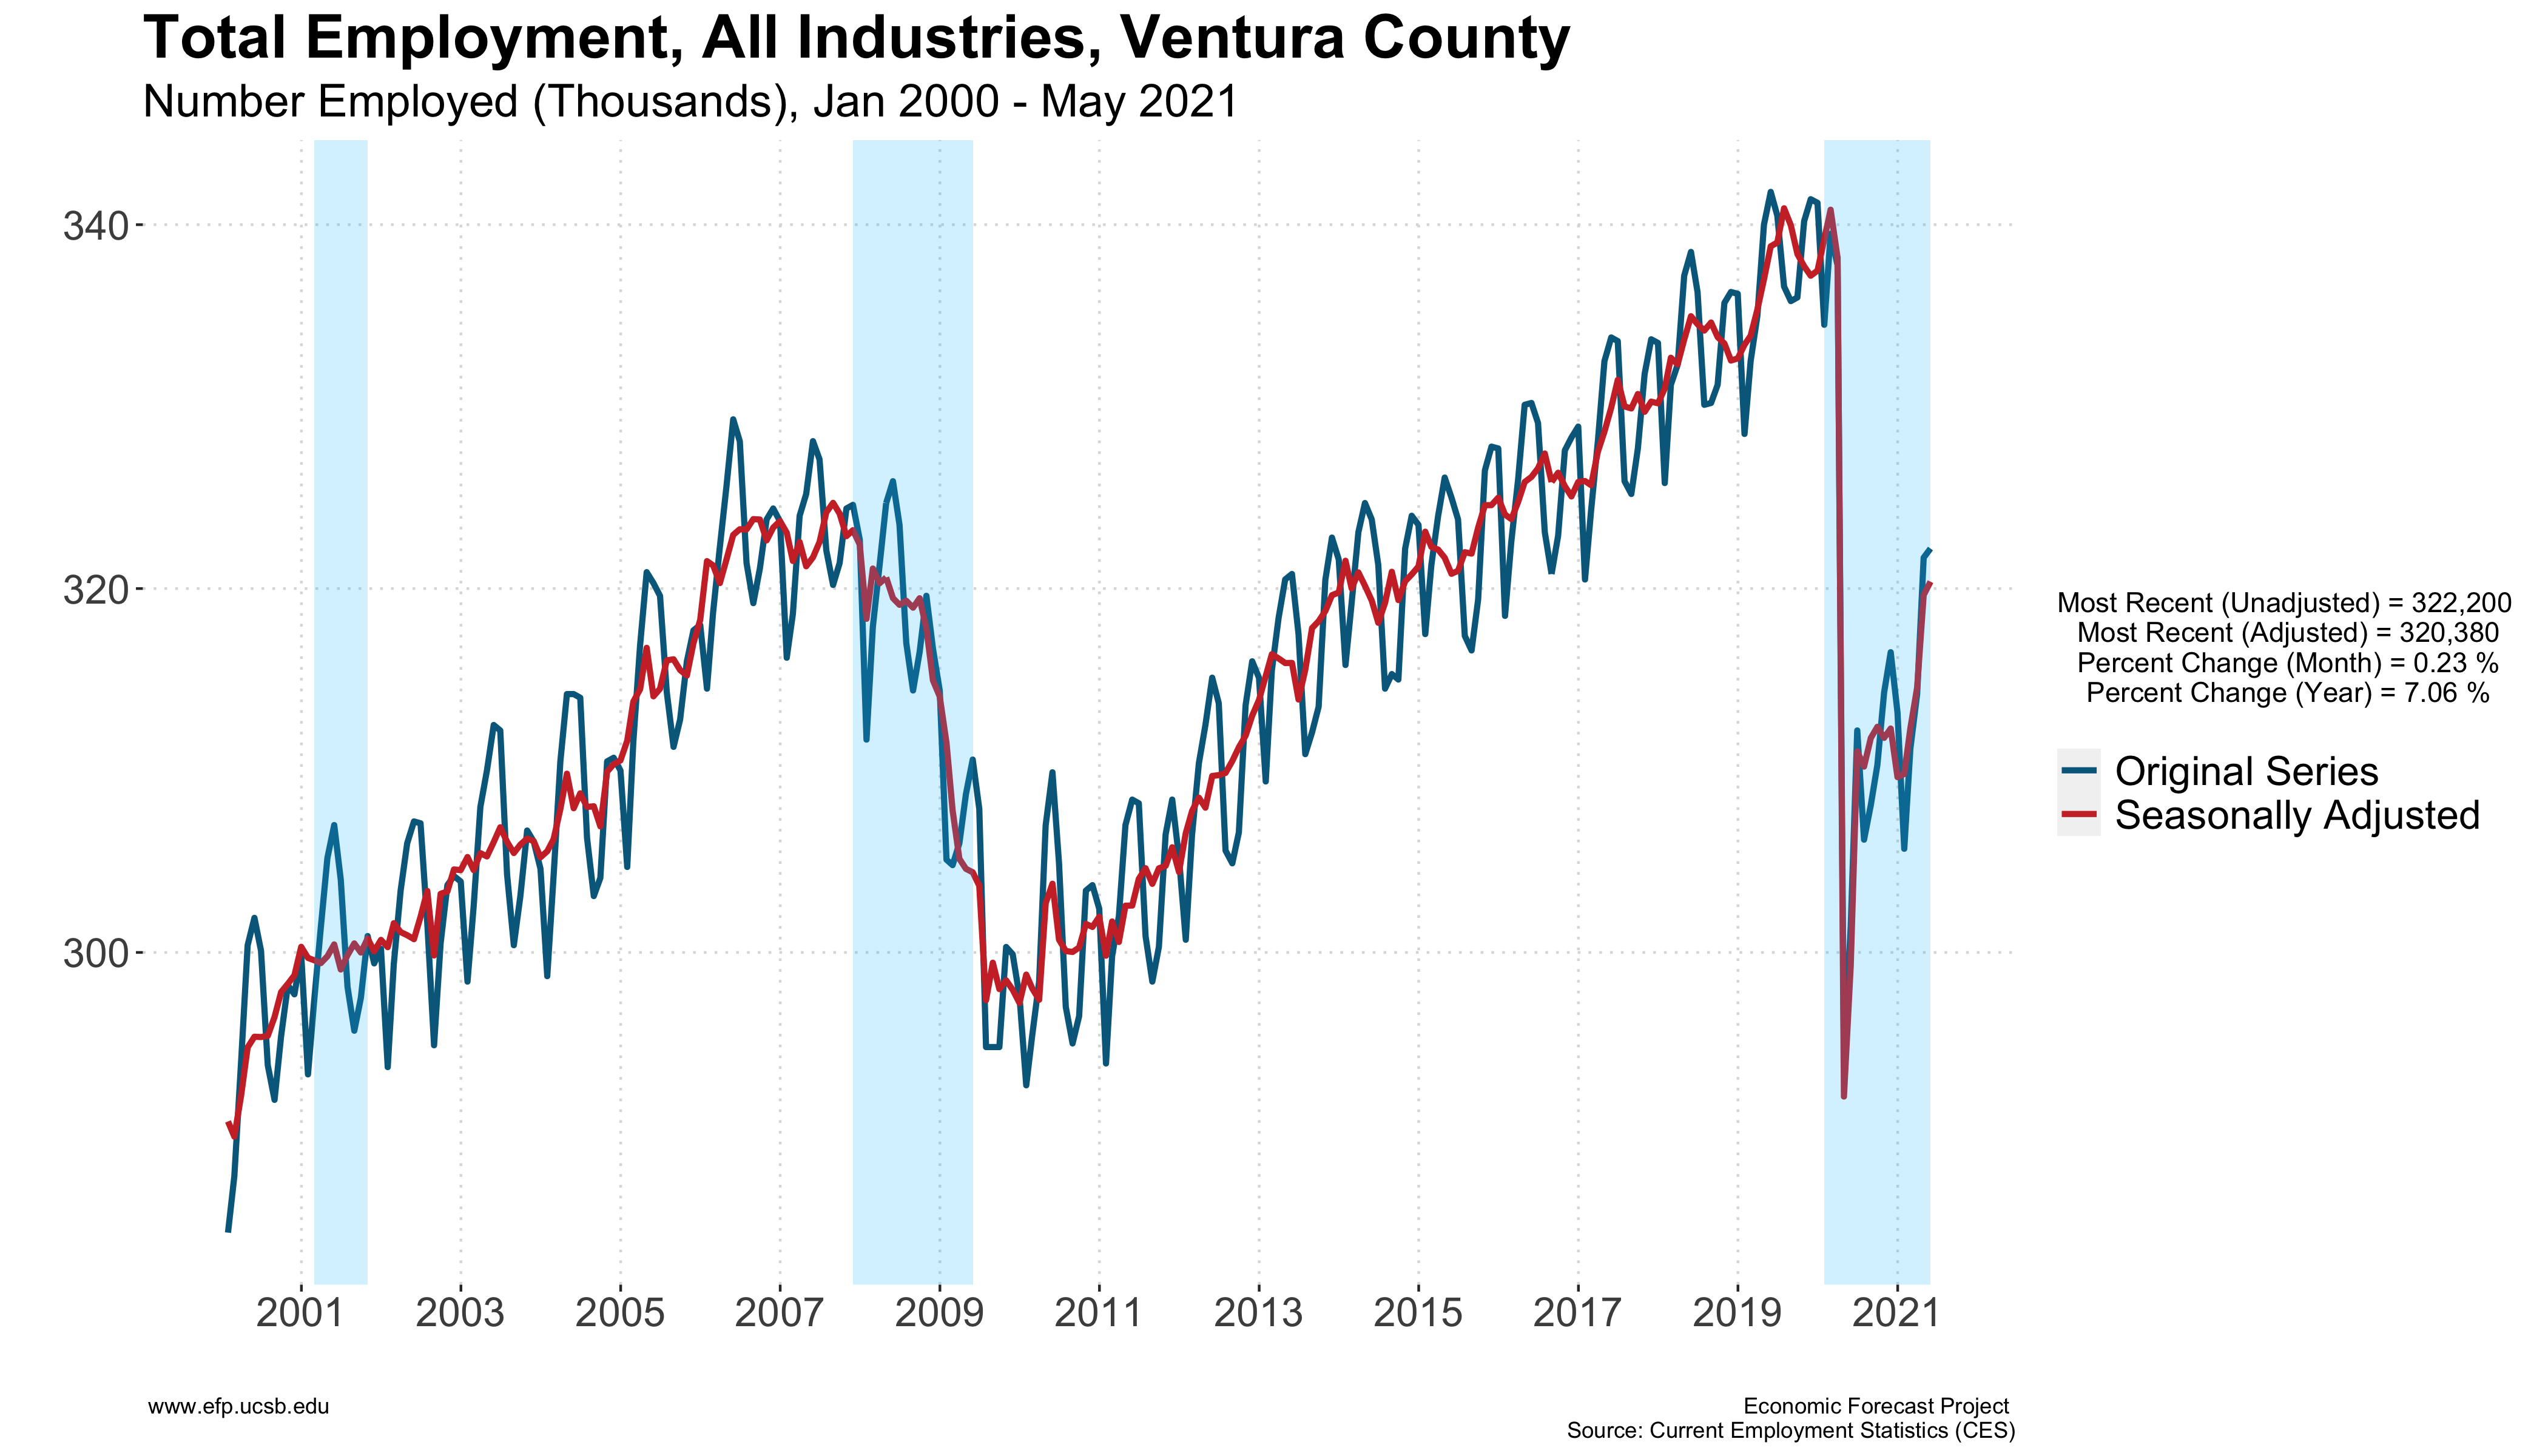 Total Employment, All Industries, Ventura County
Number Employed (Thousands), Jan 2000 - May 2021
340
320
300
2001 2003 2005 2007 2009 2011 2013 2015 2017 2019 2021
Most Recent (Unadjusted) = 322,200
Most Recent (Adjusted) = 320,380
Percent Change (Month) = 0.23 %
Percent Change (Year) = 7.06 %
Original Series
Seasonally Adjusted
www.efp.ucsb.edu
Economic Forecast Project
Source: Current Employment Statistics (CES)